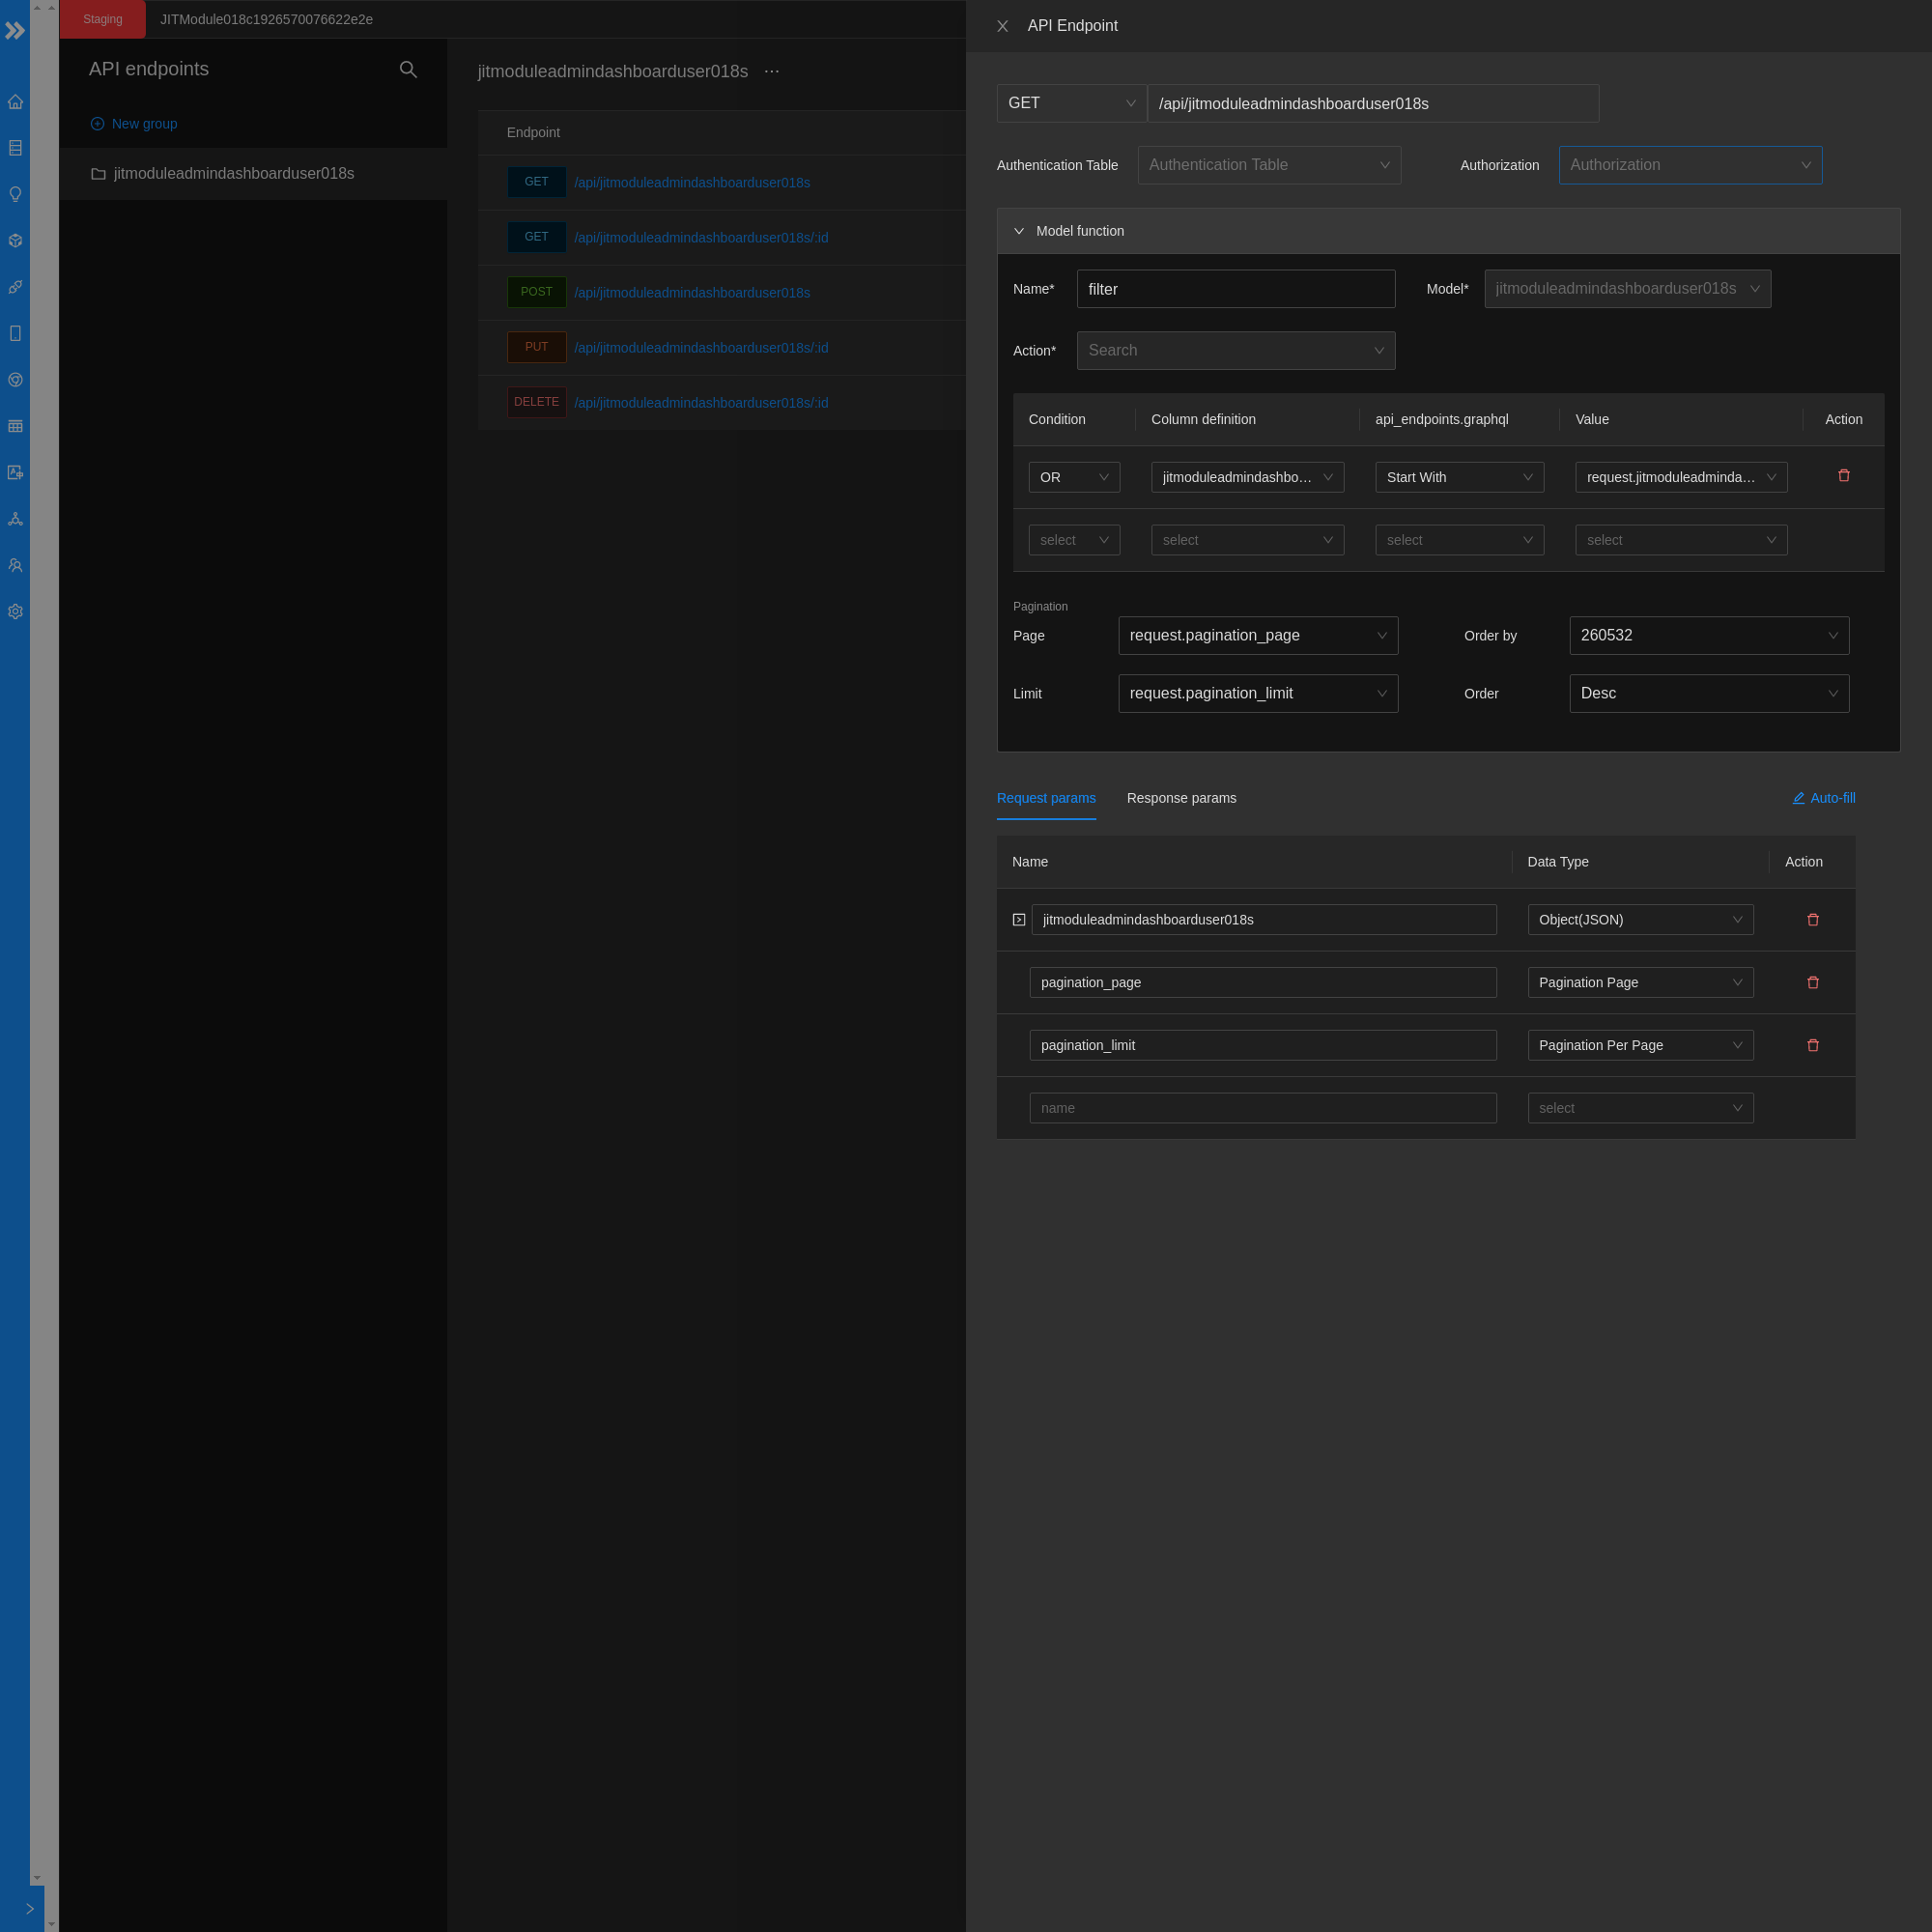 Staging
JITModule018c1926570076622e2e
API endpoints
New group
jitmoduleadmindashboarduser018s
jitmoduleadmindashboarduser018s ...
Endpoint
GET /api/jitmoduleadmindashboarduser018s
GET /api/jitmoduleadmindashboarduser018s/:id
POST /api/jitmoduleadmindashboarduser018s
PUT /api/jitmoduleadmindashboarduser018s/:id
DELETE /api/jitmoduleadmindashboarduser018s/:id
API Endpoint
GET /api/jitmoduleadmindashboarduser018s
Authentication Table Authentication Table Authorization Authorization
Model function
Name* filter Model* jitmoduleadmindashboarduser018s
Action* Search
Condition Column definition api_endpoints.graphql Value Action
OR jitmoduleadmindashbo... Start With request.jitmoduleadminda...
select select select select
Pagination
Page request.pagination_page Order by 260532
Limit request.pagination_limit Order Desc
Request params Response params Auto-fill
Name Data Type Action
jitmoduleadmindashboarduser018s Object(JSON)
pagination_page Pagination Page
pagination_limit Pagination Per Page
name select